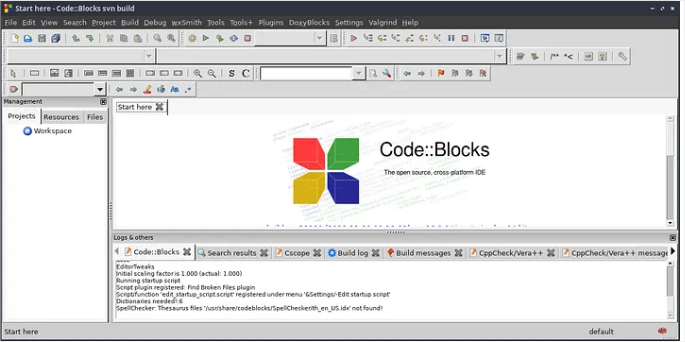 Start here - Code::Blocks svn build
File Edit View Search Project Build Debug wxSmith Tools Tools+ Plugins DoxyBlocks Settings Valgrind Help
S C
Management
Projects Resources Files
Workspace
Start here
Code::Blocks
The open source, cross-platform IDE
Logs & others
Code::Blocks Search results Cscope Build log Build messages CppCheck/Vera++ CppCheck/Vera++ message
EditorTweaks
Initial scaling factor is 1.000 (actual: 1.000)
Running startup script
Script plugin registered: Find Broken Files plugin
Script/function 'edit_startup_script.script' registered under menu '&Settings/-Edit startup script'
Dictionaries needed!:6
SpellChecker: Thesaurus files '/usr/share/codeblocks/SpellChecker/th_en_US.idx' not found!
Start here default